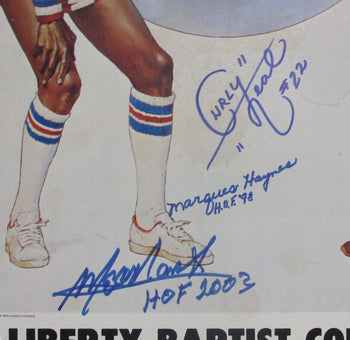 "CURLY"
Neal
#22
Marques Haynes
H.O.F. '98
HOF 2003
LIBERTY BAPTIST CO